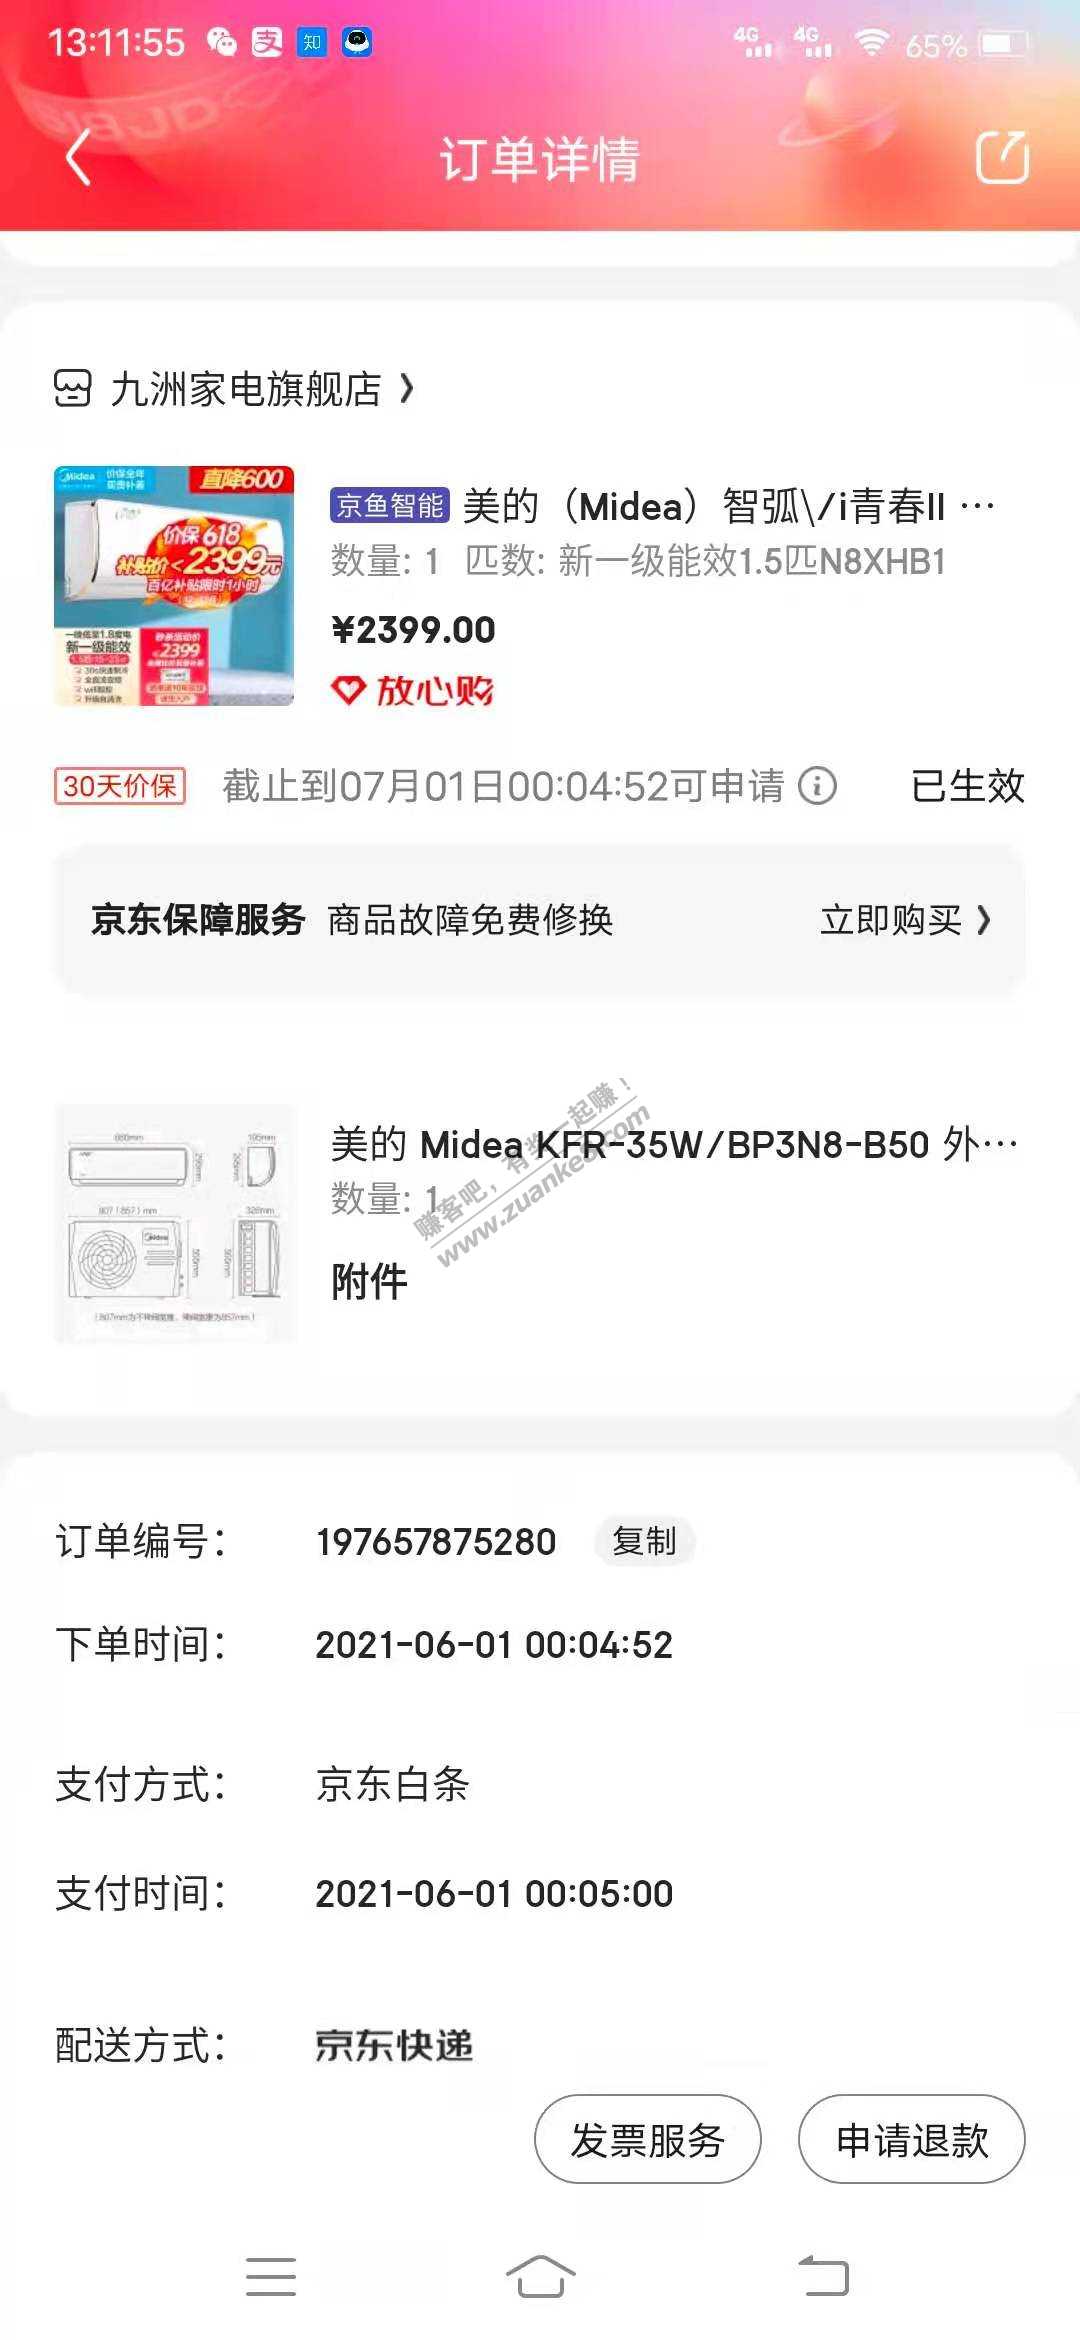 13:11:55 支 知 4G 4G 65%
订单详情
九洲家电旗舰店
Midea 价保全年 直降600
价保618
补贴价<2399元
百亿补贴限时1小时
新一级能效
2399
京鱼智能 美的（Midea）智弧\/i青春II ···
数量: 1 匹数: 新一级能效1.5匹N8XHB1
¥2399.00
放心购
30天价保 截止到07月01日00:04:52可申请 已生效
京东保障服务 商品故障免费修换 立即购买
195mm
美的 Midea KFR-35W/BP3N8-B50 外···
数量: 1
附件
赚客吧，有奖一起赚！
www.zuanke8.com
订单编号： 197657875280 复制
下单时间： 2021-06-01 00:04:52
支付方式： 京东白条
支付时间： 2021-06-01 00:05:00
配送方式： 京东快递
发票服务 申请退款